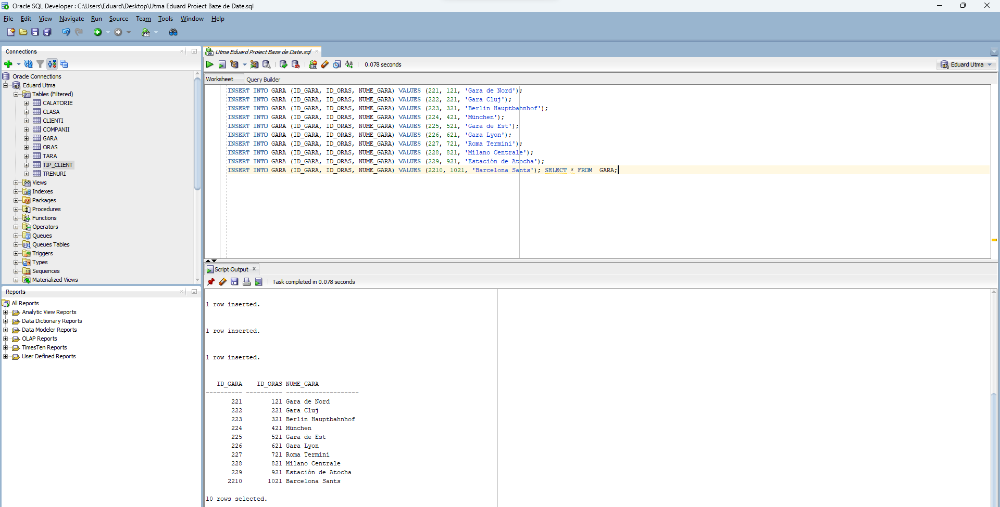 Oracle SQL Developer : C:\Users\Eduard\Desktop\Utma Eduard Proiect Baze de Date.sql
File Edit View Navigate Run Source Team Tools Window Help
Connections
Oracle Connections
Eduard Utma
Tables (Filtered)
CALATORIE
CLASA
CLIENTI
COMPANII
GARA
ORAS
TARA
TIP_CLIENT
TRENURI
Views
Indexes
Packages
Procedures
Functions
Operators
Queues
Queues Tables
Triggers
Types
Sequences
Materialized Views
Reports
All Reports
Analytic View Reports
Data Dictionary Reports
Data Modeler Reports
OLAP Reports
TimesTen Reports
User Defined Reports
Utma Eduard Proiect Baze de Date.sql
0.078 seconds
Eduard Utma
Worksheet Query Builder
INSERT INTO GARA (ID_GARA, ID_ORAS, NUME_GARA) VALUES (221, 121, 'Gara de Nord');
INSERT INTO GARA (ID_GARA, ID_ORAS, NUME_GARA) VALUES (222, 221, 'Gara Cluj');
INSERT INTO GARA (ID_GARA, ID_ORAS, NUME_GARA) VALUES (223, 321, 'Berlin Hauptbahnhof');
INSERT INTO GARA (ID_GARA, ID_ORAS, NUME_GARA) VALUES (224, 421, 'München');
INSERT INTO GARA (ID_GARA, ID_ORAS, NUME_GARA) VALUES (225, 521, 'Gara de Est');
INSERT INTO GARA (ID_GARA, ID_ORAS, NUME_GARA) VALUES (226, 621, 'Gara Lyon');
INSERT INTO GARA (ID_GARA, ID_ORAS, NUME_GARA) VALUES (227, 721, 'Roma Termini');
INSERT INTO GARA (ID_GARA, ID_ORAS, NUME_GARA) VALUES (228, 821, 'Milano Centrale');
INSERT INTO GARA (ID_GARA, ID_ORAS, NUME_GARA) VALUES (229, 921, 'Estación de Atocha');
INSERT INTO GARA (ID_GARA, ID_ORAS, NUME_GARA) VALUES (2210, 1021, 'Barcelona Sants'); SELECT * FROM  GARA;
Script Output
Task completed in 0.078 seconds
1 row inserted.
1 row inserted.
1 row inserted.
ID_GARA    ID_ORAS NUME_GARA
---------- ---------- --------------------
221        121 Gara de Nord
222        221 Gara Cluj
223        321 Berlin Hauptbahnhof
224        421 München
225        521 Gara de Est
226        621 Gara Lyon
227        721 Roma Termini
228        821 Milano Centrale
229        921 Estación de Atocha
2210       1021 Barcelona Sants
10 rows selected.